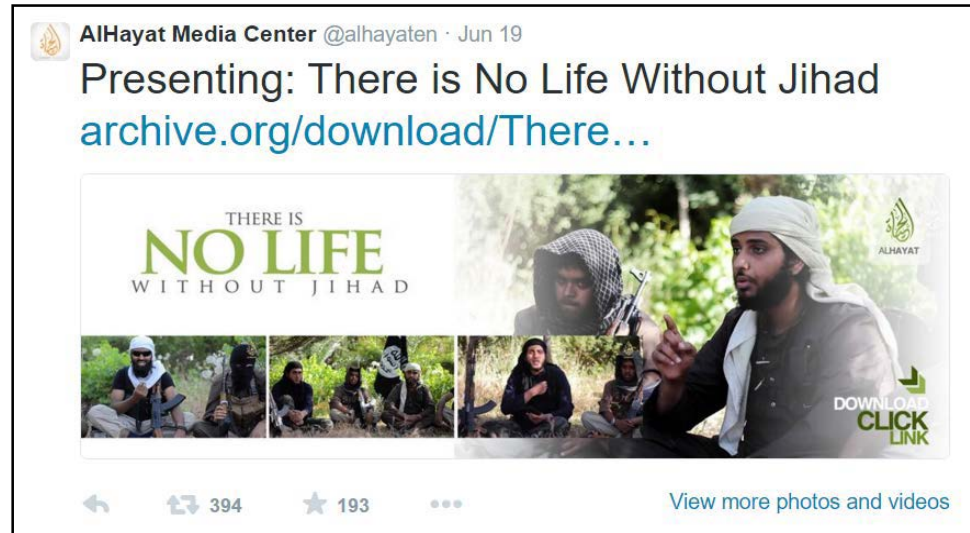 AlHayat Media Center @alhayaten · Jun 19
Presenting: There is No Life Without Jihad
archive.org/download/There…
THERE IS
NO LIFE
WITHOUT JIHAD
ALHAYAT
DOWNLOAD
CLICK
LINK
394
193
View more photos and videos